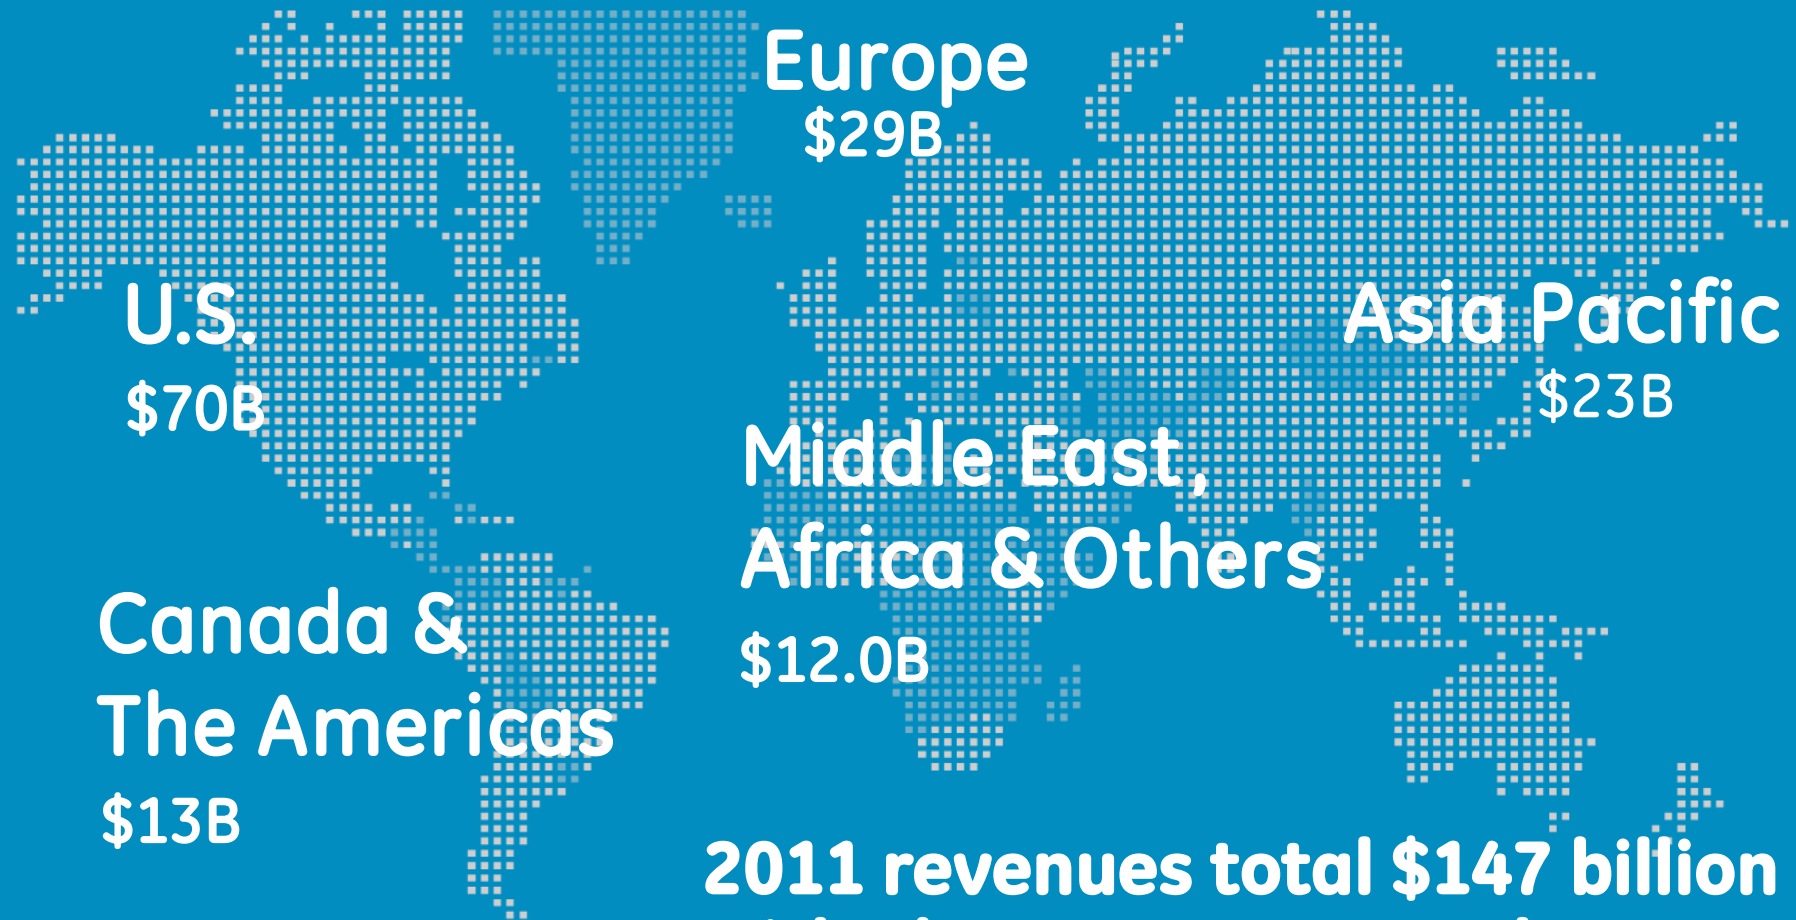 Europe
$29B
U.S.
$70B
Asia Pacific
$23B
Middle East,
Africa & Others
$12.0B
Canada &
The Americas
$13B
2011 revenues total $147 billion